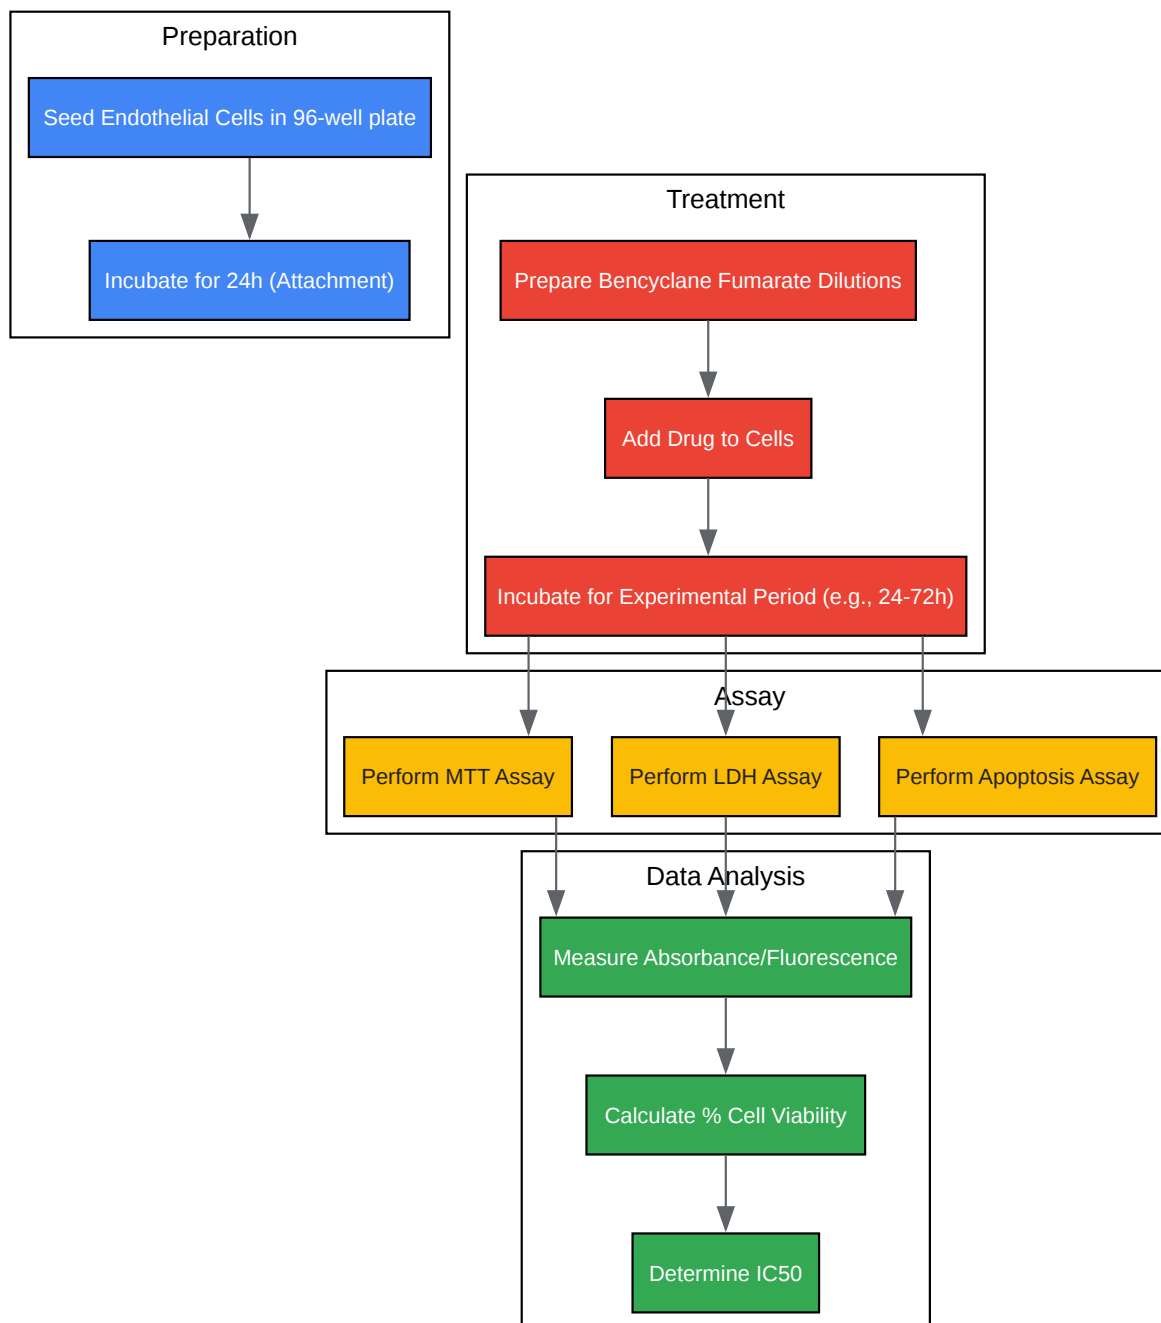 Preparation
Seed Endothelial Cells in 96-well plate
Incubate for 24h (Attachment)
Treatment
Prepare Bencyclane Fumarate Dilutions
Add Drug to Cells
Incubate for Experimental Period (e.g., 24-72h)
Assay
Perform MTT Assay
Perform LDH Assay
Perform Apoptosis Assay
Data Analysis
Measure Absorbance/Fluorescence
Calculate % Cell Viability
Determine IC50